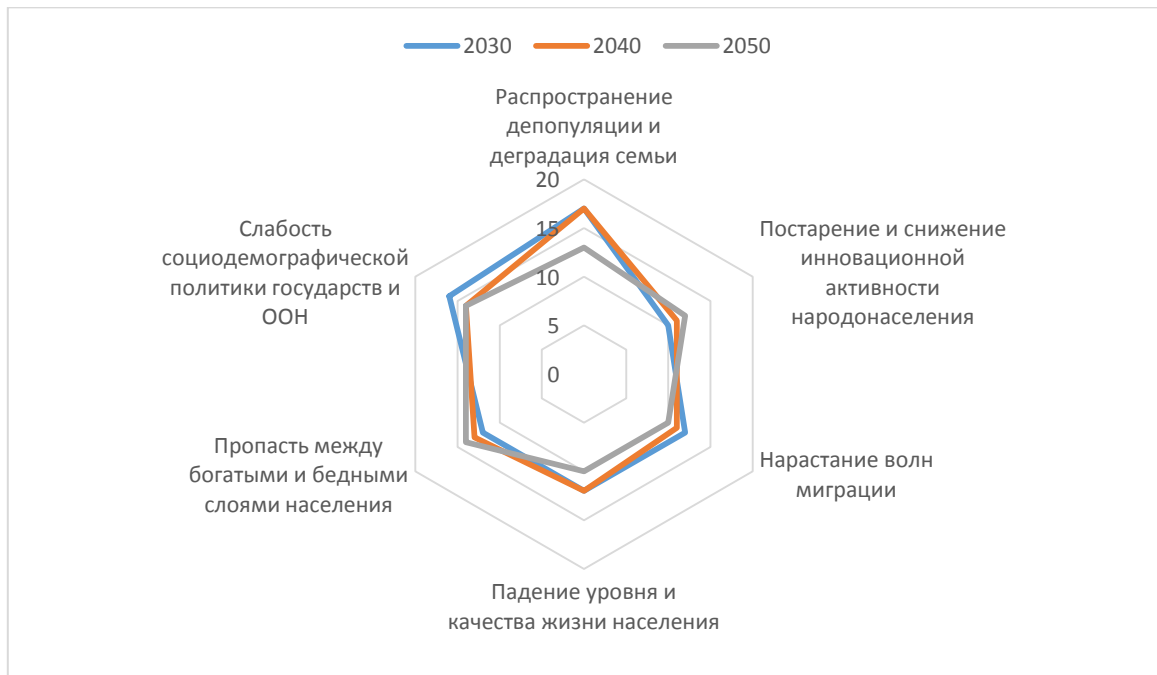 2030 2040 2050
Распространение
депопуляции и
деградация семьи
Постарение и снижение
инновационной
активности
народонаселения
Нарастание волн
миграции
Падение уровня и
качества жизни населения
Пропасть между
богатыми и бедными
слоями населения
Слабость
социодемографической
политики государств и
ООН
20
15
10
5
0